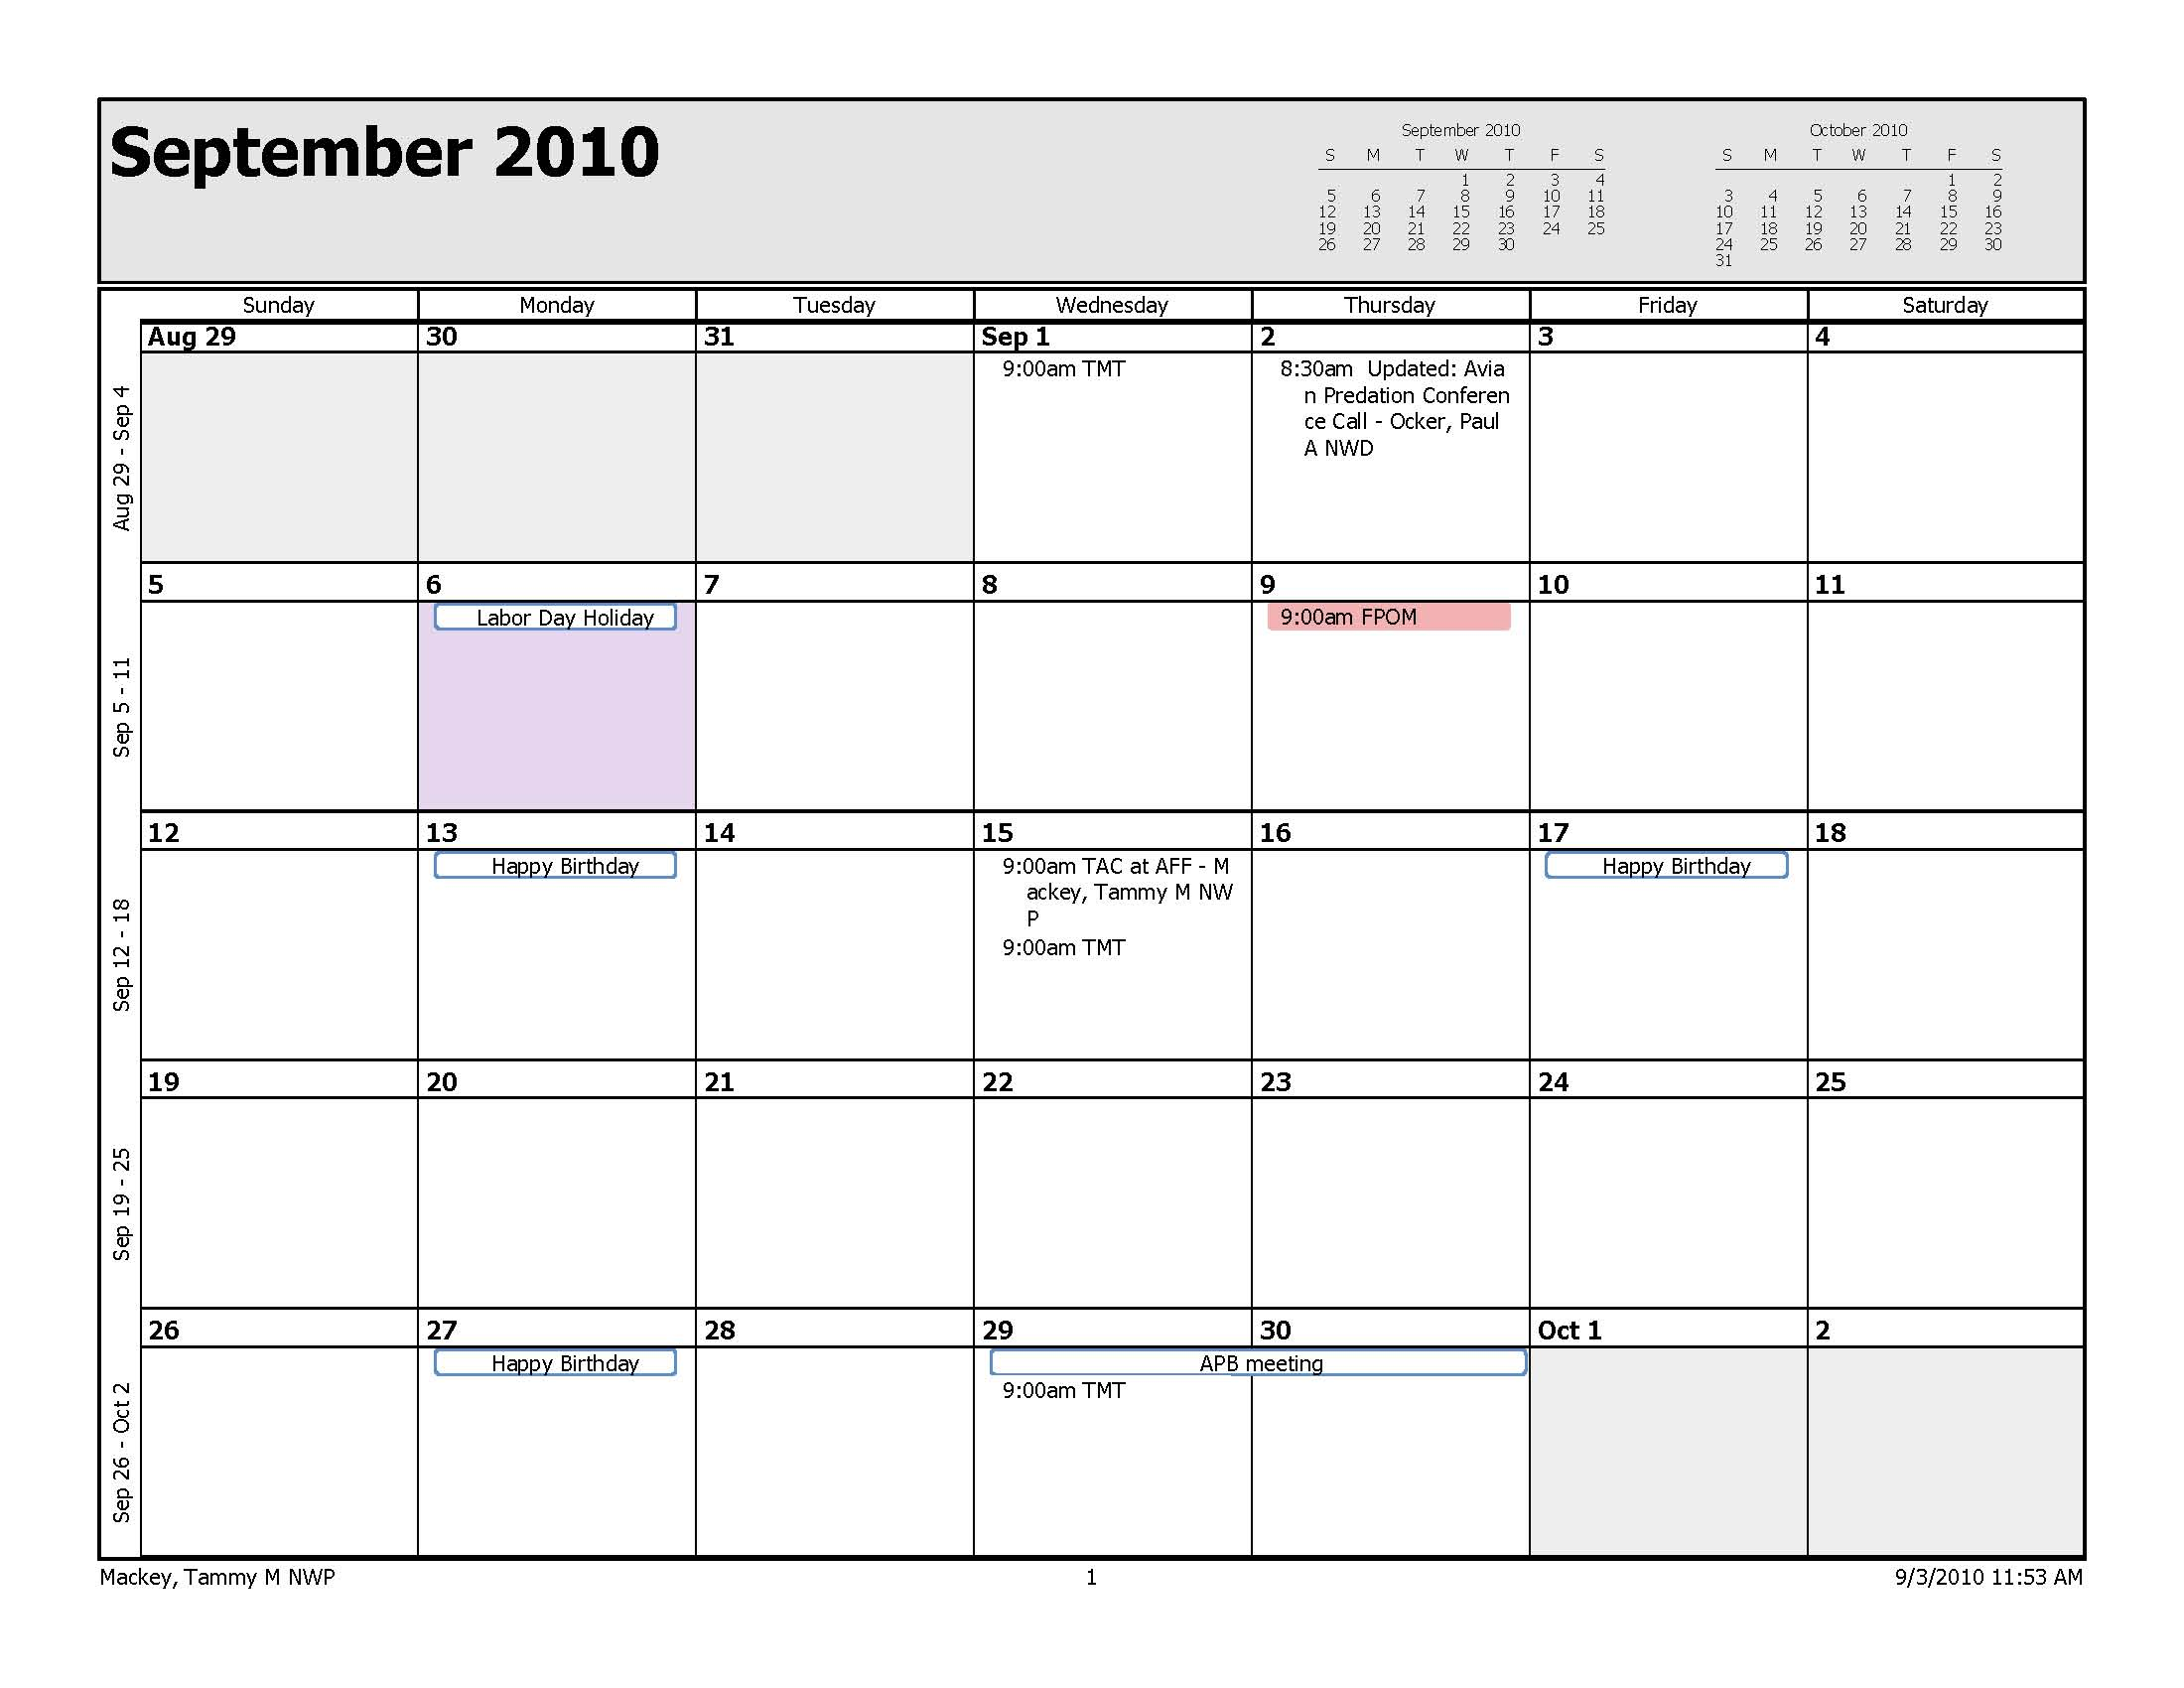 September 2010
September 2010
S M T W T F S
1 2 3 4
5 6 7 8 9 10 11
12 13 14 15 16 17 18
19 20 21 22 23 24 25
26 27 28 29 30
October 2010
S M T W T F S
1 2
3 4 5 6 7 8 9
10 11 12 13 14 15 16
17 18 19 20 21 22 23
24 25 26 27 28 29 30
31
Sunday Monday Tuesday Wednesday Thursday Friday Saturday
Aug 29 - Sep 4
Aug 29 30 31 Sep 1 2 3 4
9:00am TMT
8:30am Updated: Avia
n Predation Conferen
ce Call - Ocker, Paul
A NWD
Sep 5 - 11
5 6 7 8 9 10 11
Labor Day Holiday
9:00am FPOM
Sep 12 - 18
12 13 14 15 16 17 18
Happy Birthday
9:00am TAC at AFF - M
ackey, Tammy M NW
P
9:00am TMT
Happy Birthday
Sep 19 - 25
19 20 21 22 23 24 25
Sep 26 - Oct 2
26 27 28 29 30 Oct 1 2
Happy Birthday
APB meeting
9:00am TMT
Mackey, Tammy M NWP 1 9/3/2010 11:53 AM